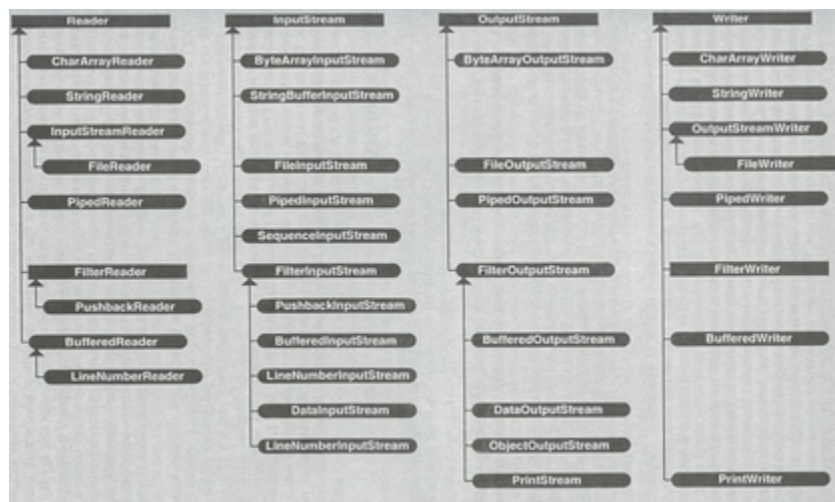 Reader
CharArrayReader
StringReader
InputStreamReader
FileReader
PipedReader
FilterReader
PushbackReader
BufferedReader
LineNumberReader
InputStream
ByteArrayInputStream
StringBufferInputStream
FileInputStream
PipedInputStream
SequenceInputStream
FilterInputStream
PushbackInputStream
BufferedInputStream
LineNumberInputStream
DataInputStream
LineNumberInputStream
OutputStream
ByteArrayOutputStream
FileOutputStream
PipedOutputStream
FilterOutputStream
BufferedOutputStream
DataOutputStream
ObjectOutputStream
PrintStream
Writer
CharArrayWriter
StringWriter
OutputStreamWriter
FileWriter
PipedWriter
FilterWriter
BufferedWriter
PrintWriter